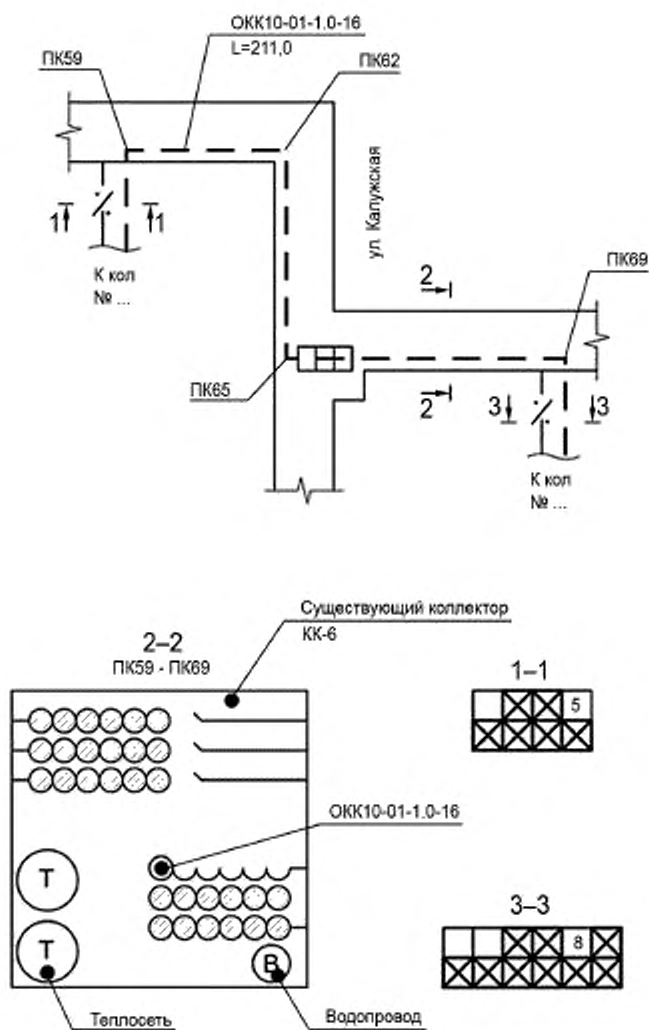 ОКК10-01-1.0-16
L=211,0
ПК59
ПК62
ул. Калужская
1
1
К кол
№ ...
2
ПК69
ПК65
2
3
3
К кол
№ ...
Существующий коллектор
КК-6
2–2
ПК59 - ПК69
1–1
5
ОКК10-01-1.0-16
Т
3–3
8
Т
В
Теплосеть
Водопровод